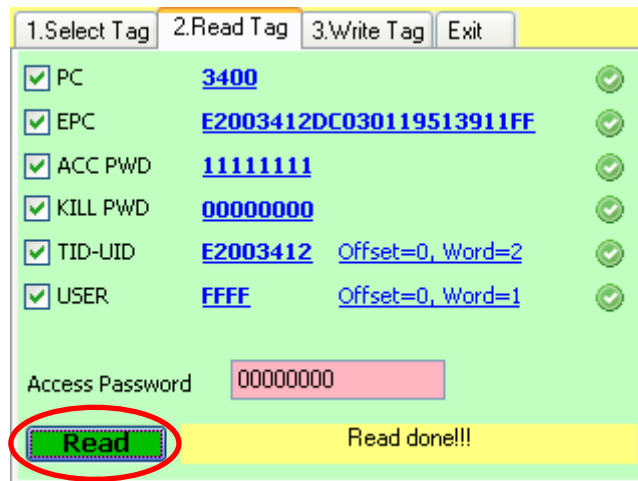 1.Select Tag 2.Read Tag 3.Write Tag Exit
PC 3400
EPC E2003412DC030119513911FF
ACC PWD 11111111
KILL PWD 00000000
TID-UID E2003412 Offset=0, Word=2
USER FFFF Offset=0, Word=1
Access Password 00000000
Read Read done!!!